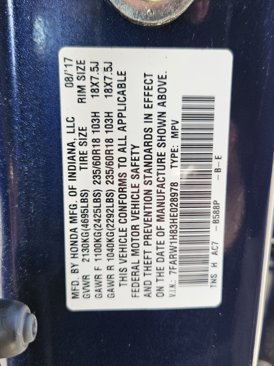 MFD. BY HONDA MFG. OF INDIANA, LLC 08/'17
GVWR 2130KG(4695LBS) TIRE SIZE RIM SIZE
GAWR F 1100KG(2425LBS) 235/60R18 103H 18X7.5J
GAWR R 1040KG(2292LBS) 235/60R18 103H 18X7.5J
THIS VEHICLE CONFORMS TO ALL APPLICABLE
FEDERAL MOTOR VEHICLE SAFETY
AND THEFT PREVENTION STANDARDS IN EFFECT
ON THE DATE OF MANUFACTURE SHOWN ABOVE.
V.I.N.: 7FARW1H83HE028978 TYPE: MPV
TNS H AC7 -B588P -B-E